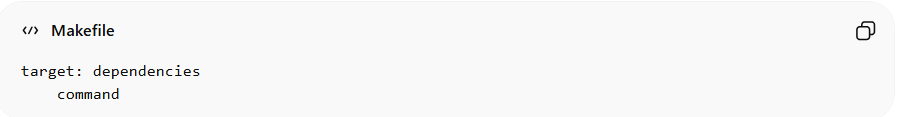 </> Makefile
target: dependencies
    command